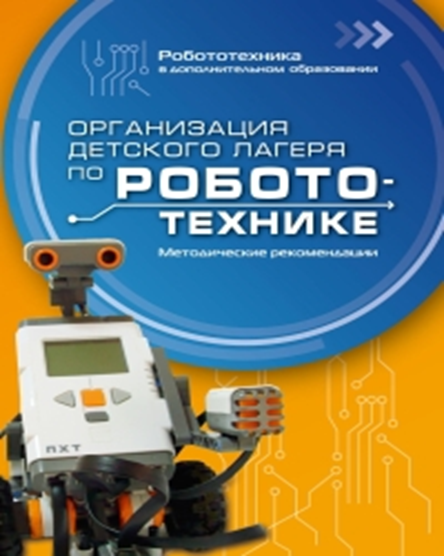 Робототехника
в дополнительном образовании
ОРГАНИЗАЦИЯ
ДЕТСКОГО ЛАГЕРЯ
ПО РОБОТО-
ТЕХНИКЕ
Методические рекомендации
NXT